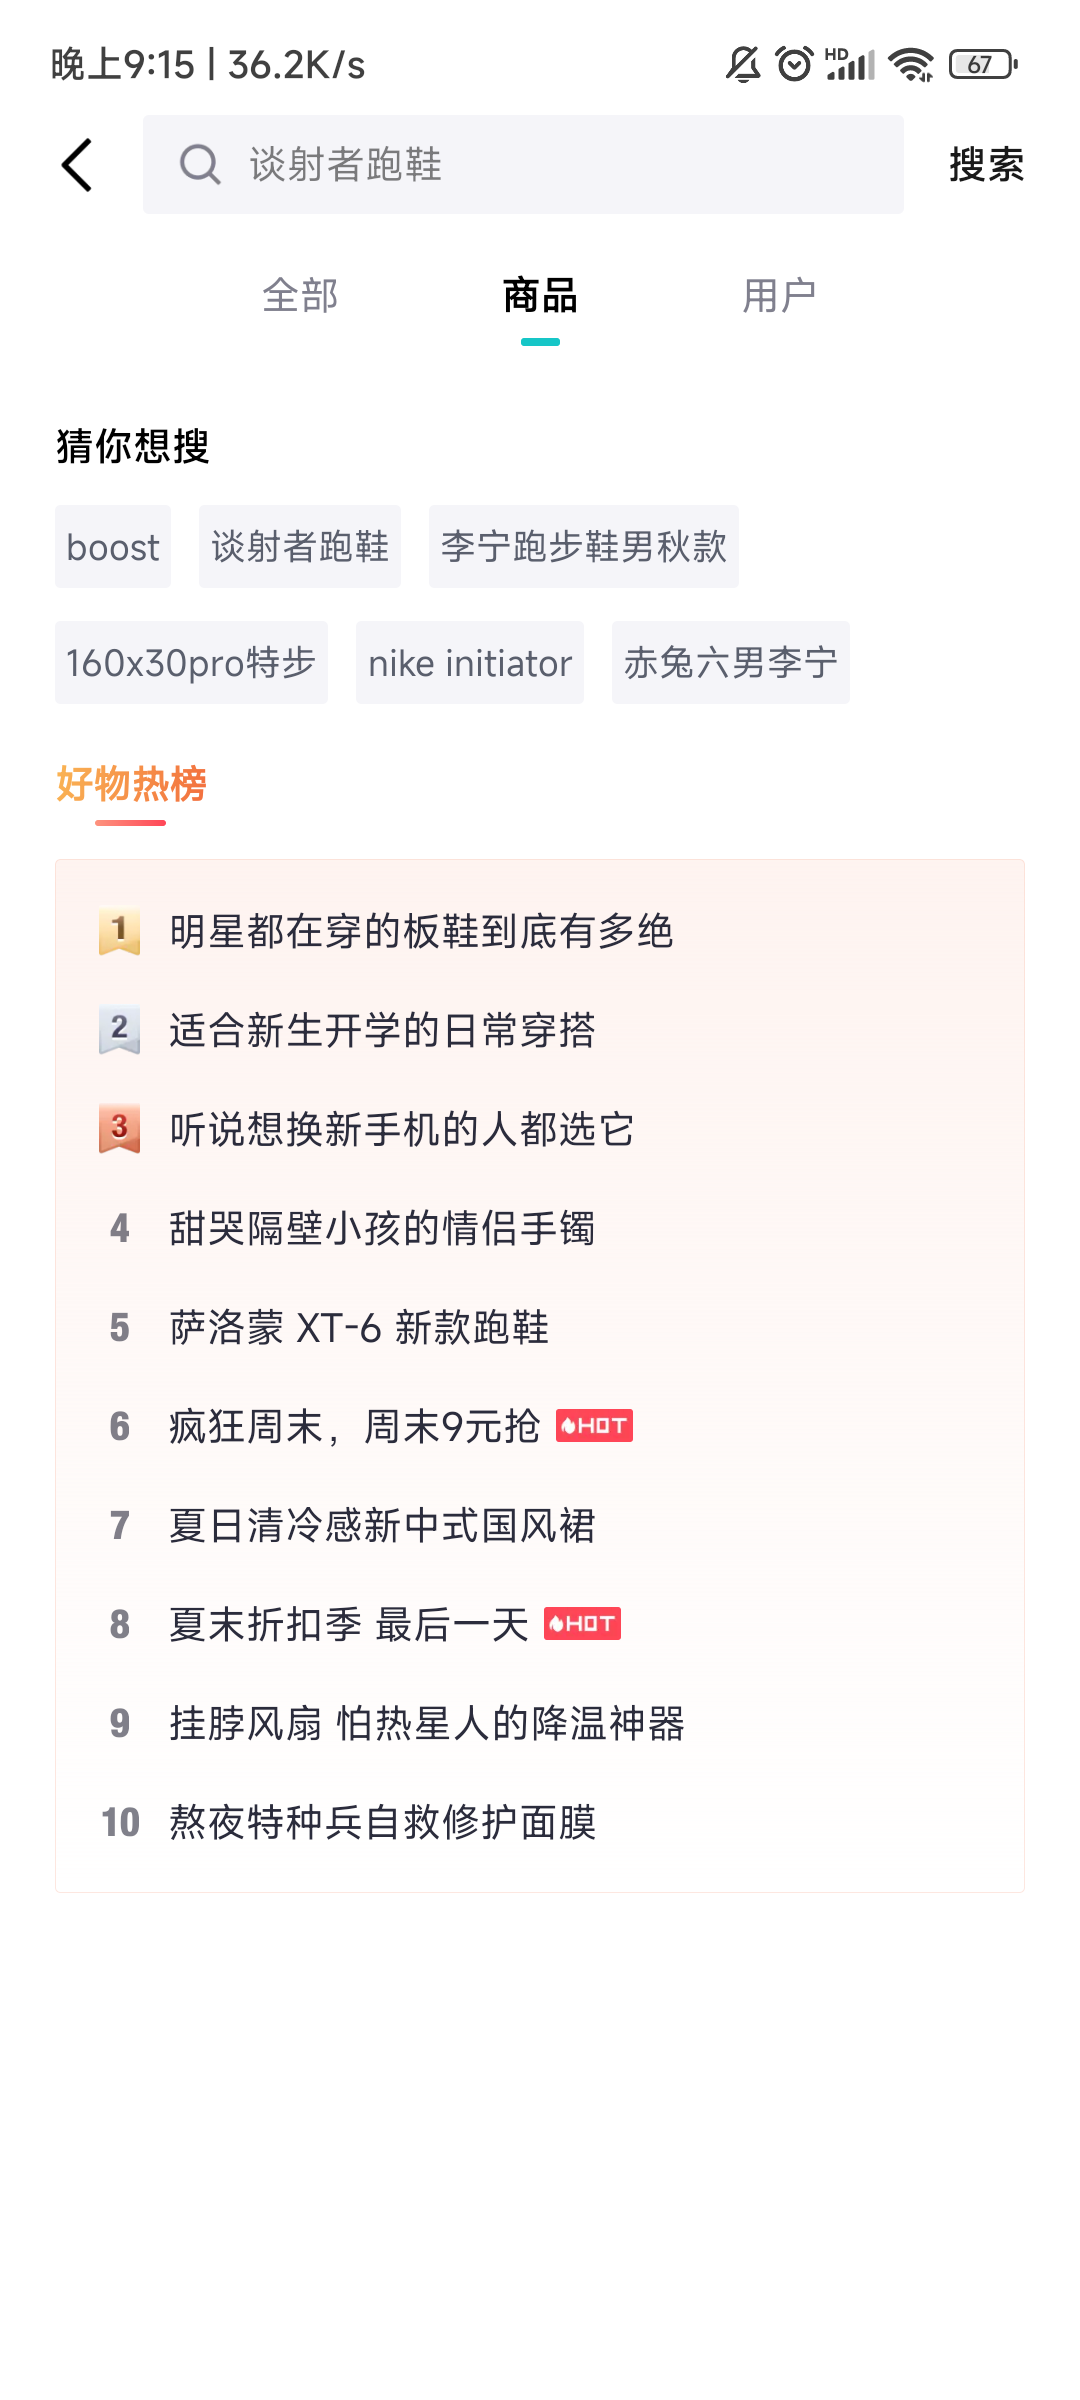 晚上9:15 | 36.2K/s HD 67
谈射者跑鞋 搜索
全部 商品 用户
猜你想搜
boost 谈射者跑鞋 李宁跑步鞋男秋款
160x30pro特步 nike initiator 赤兔六男李宁
好物热榜
1 明星都在穿的板鞋到底有多绝
2 适合新生开学的日常穿搭
3 听说想换新手机的人都选它
4 甜哭隔壁小孩的情侣手镯
5 萨洛蒙 XT-6 新款跑鞋
6 疯狂周末，周末9元抢 HOT
7 夏日清冷感新中式国风裙
8 夏末折扣季 最后一天 HOT
9 挂脖风扇 怕热星人的降温神器
10 熬夜特种兵自救修护面膜